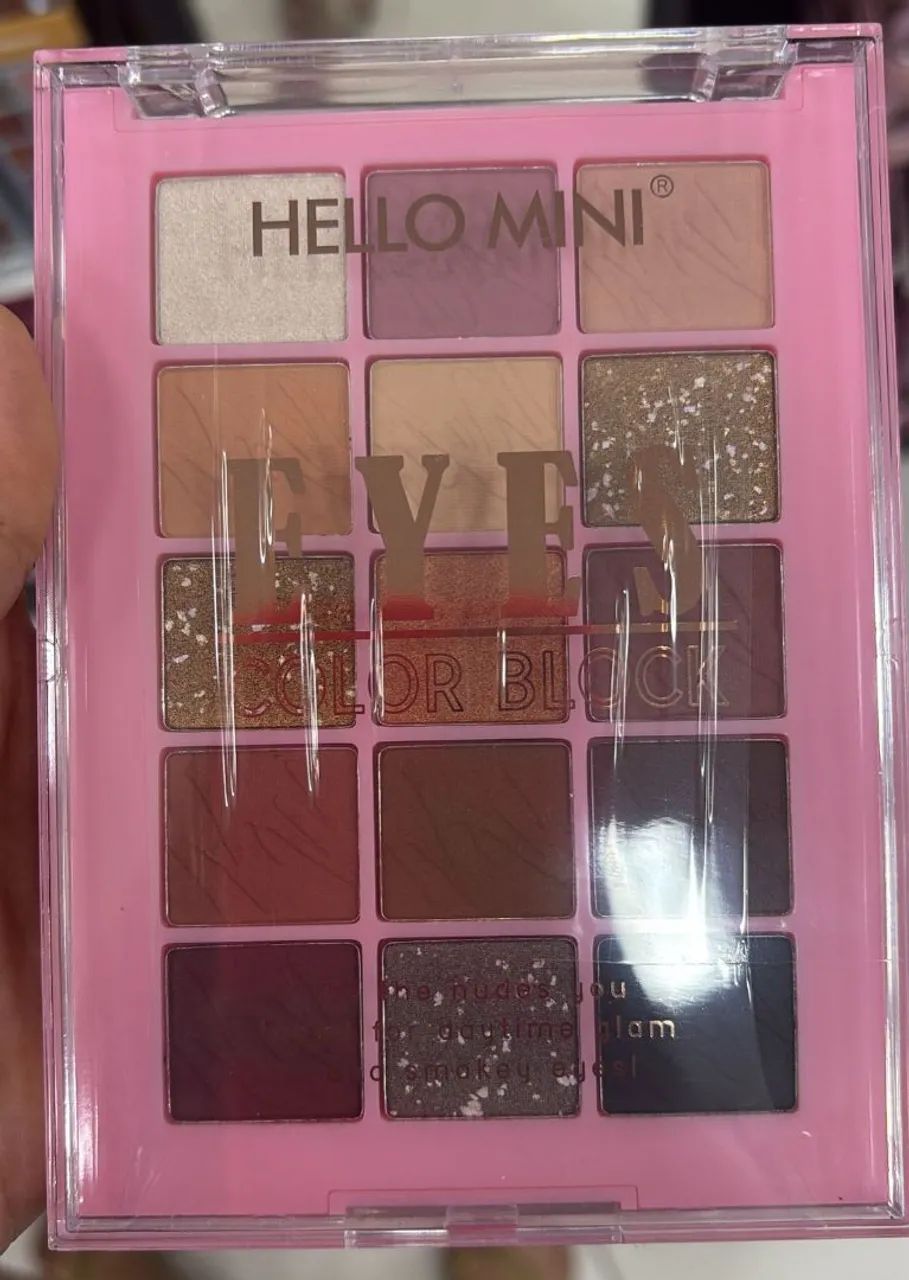 HELLO MINI®
EYES
COLOR BLOCK
the nudes you
for daytime glam
smokey eyes!